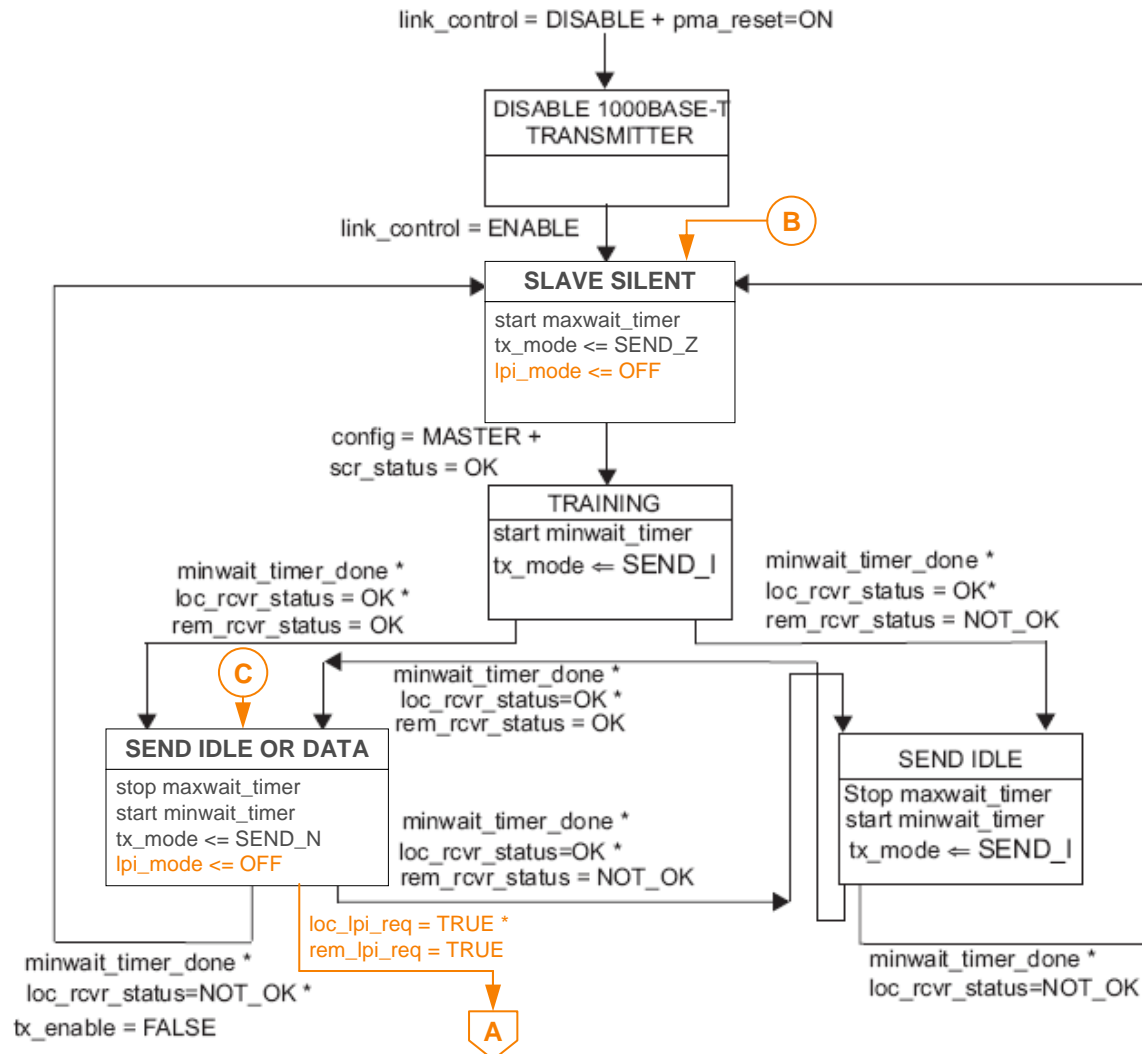 link_control = DISABLE + pma_reset=ON
DISABLE 1000BASE-T
TRANSMITTER
link_control = ENABLE
B
SLAVE SILENT
start maxwait_timer
tx_mode <= SEND_Z
lpi_mode <= OFF
config = MASTER +
scr_status = OK
TRAINING
start minwait_timer
tx_mode ⇐ SEND_I
minwait_timer_done *
loc_rcvr_status = OK *
rem_rcvr_status = OK
minwait_timer_done *
loc_rcvr_status = OK*
rem_rcvr_status = NOT_OK
C
minwait_timer_done *
loc_rcvr_status=OK *
rem_rcvr_status = OK
SEND IDLE OR DATA
stop maxwait_timer
start minwait_timer
tx_mode <= SEND_N
lpi_mode <= OFF
SEND IDLE
Stop maxwait_timer
start minwait_timer
tx_mode ⇐ SEND_I
minwait_timer_done *
loc_rcvr_status=OK *
rem_rcvr_status = NOT_OK
loc_lpi_req = TRUE *
rem_lpi_req = TRUE
minwait_timer_done *
loc_rcvr_status=NOT_OK *
tx_enable = FALSE
minwait_timer_done *
loc_rcvr_status=NOT_OK
A